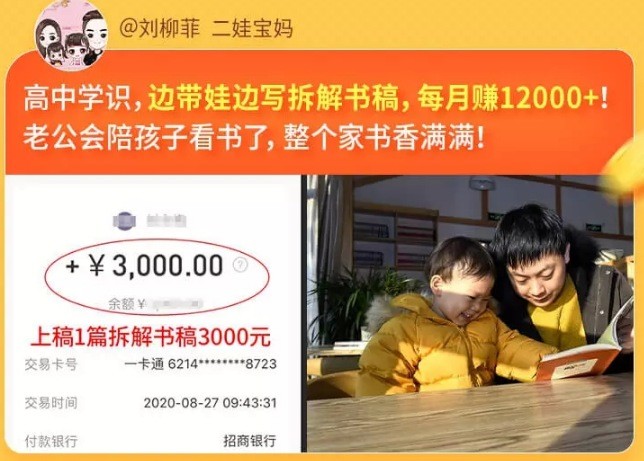 @刘柳菲 二娃宝妈
高中学识，边带娃边写拆解书稿，每月赚12000+！
老公会陪孩子看书了，整个家书香满满！
+￥3,000.00
余额￥
上稿1篇拆解书稿3000元
交易卡号 一卡通 6214********8723
交易时间 2020-08-27 09:43:31
付款银行 招商银行